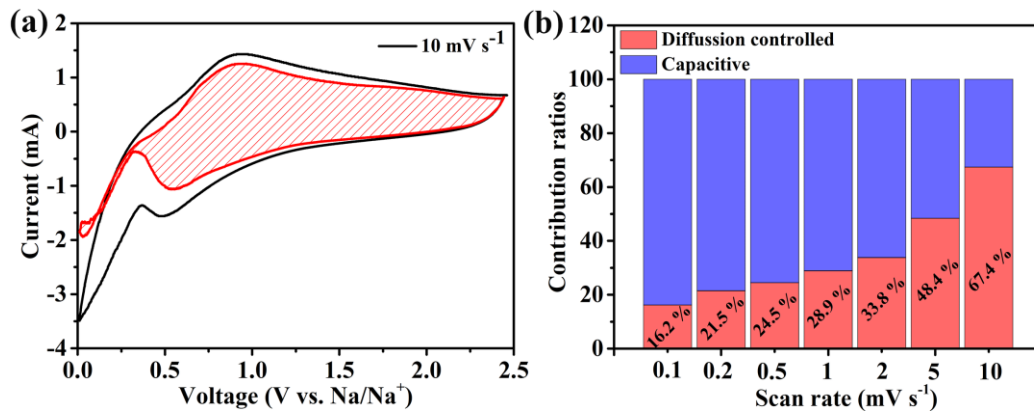 (a)
10 mV s⁻¹
2
1
0
-1
-2
-3
-4
Current (mA)
0.0 0.5 1.0 1.5 2.0 2.5
Voltage (V vs. Na/Na⁺)
(b)
Diffussion controlled
Capacitive
120
100
80
60
40
20
0
Contribution ratios
16.2 %
21.5 %
24.5 %
28.9 %
33.8 %
48.4 %
67.4 %
0.1 0.2 0.5 1 2 5 10
Scan rate (mV s⁻¹)